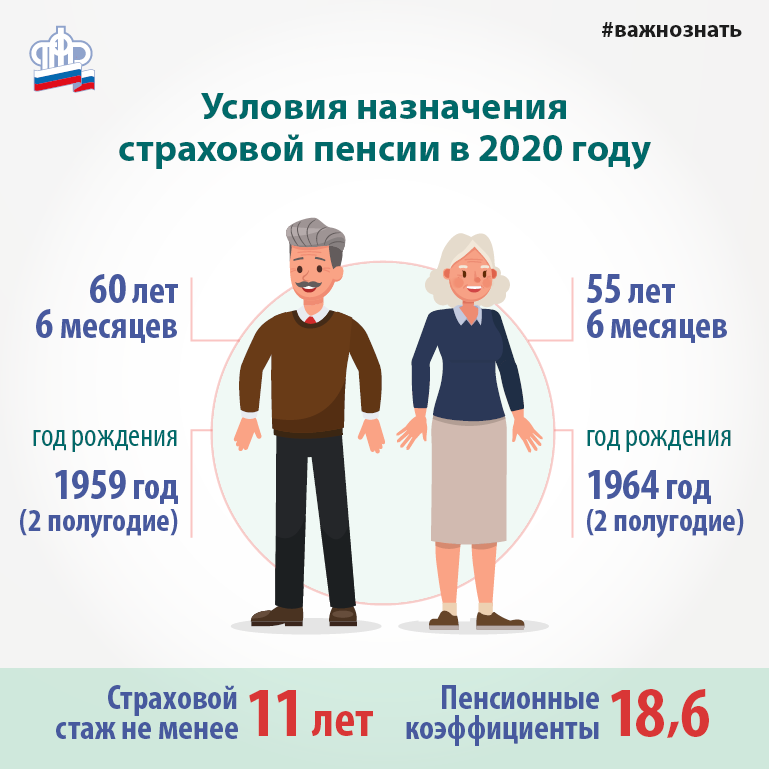 #важнознать
ПФР
Условия назначения
страховой пенсии в 2020 году
60 лет
6 месяцев
55 лет
6 месяцев
год рождения
1959 год
(2 полугодие)
год рождения
1964 год
(2 полугодие)
Страховой
стаж не менее
11 лет
Пенсионные
коэффициенты
18,6